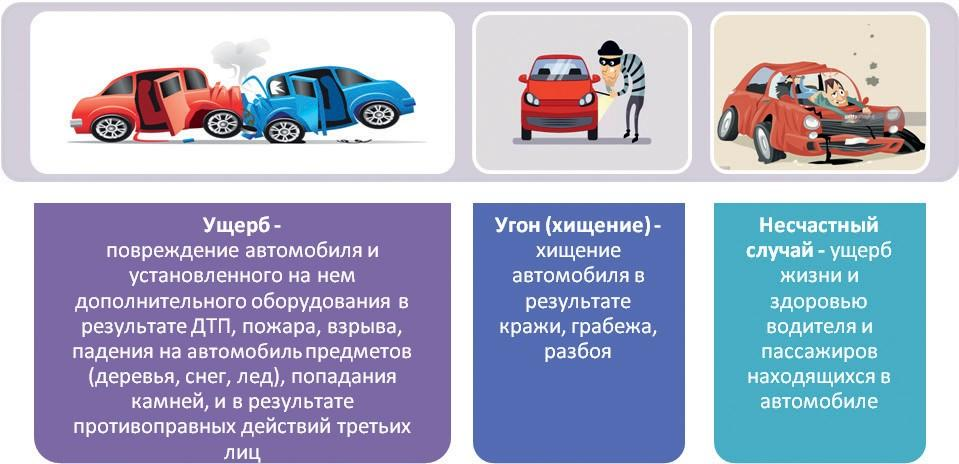 Ущерб -
повреждение автомобиля и
установленного на нем
дополнительного оборудования в
результате ДТП, пожара, взрыва,
падения на автомобиль предметов
(деревья, снег, лед), попадания
камней, и в результате
противоправных действий третьих
лиц
Угон (хищение) -
хищение
автомобиля в
результате
кражи, грабежа,
разбоя
Несчастный
случай - ущерб
жизни и
здоровью
водителя и
пассажиров
находящихся в
автомобиле